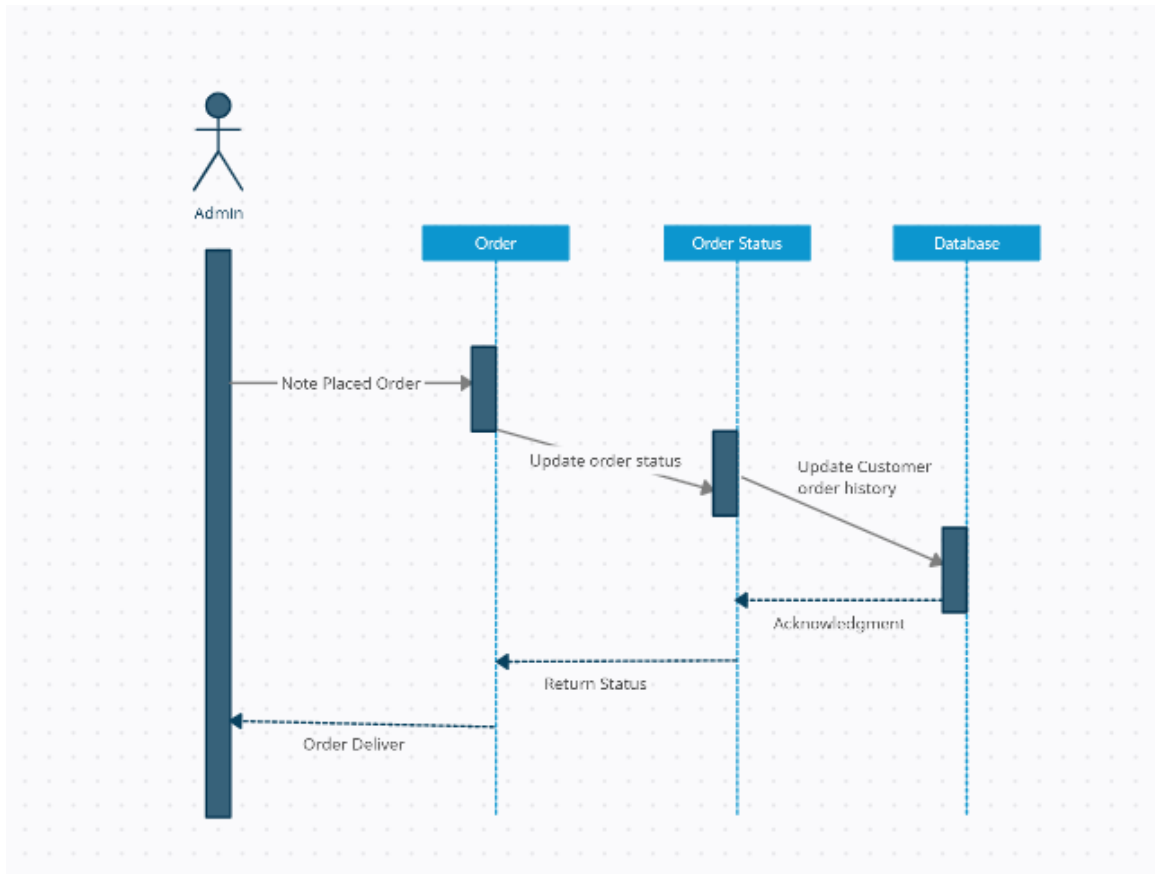 Admin
Order
Order Status
Database
Note Placed Order
Update order status
Update Customer
order history
Acknowledgment
Return Status
Order Deliver